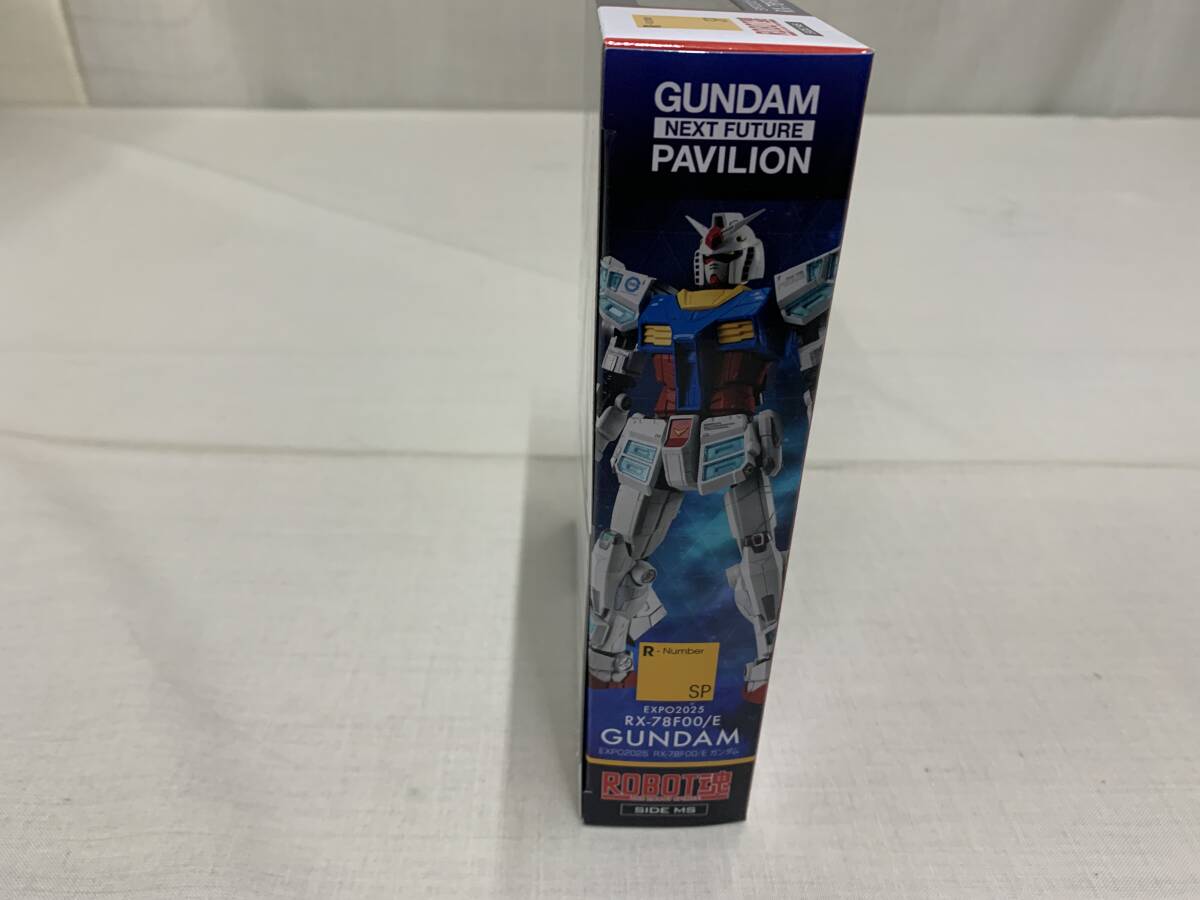 GUNDAM
NEXT FUTURE
PAVILION
R - Number
SP
EXPO2025
RX-78F00/E
GUNDAM
EXPO2025 RX-78F00/E ガンダム
ROBOT魂
SIDE MS